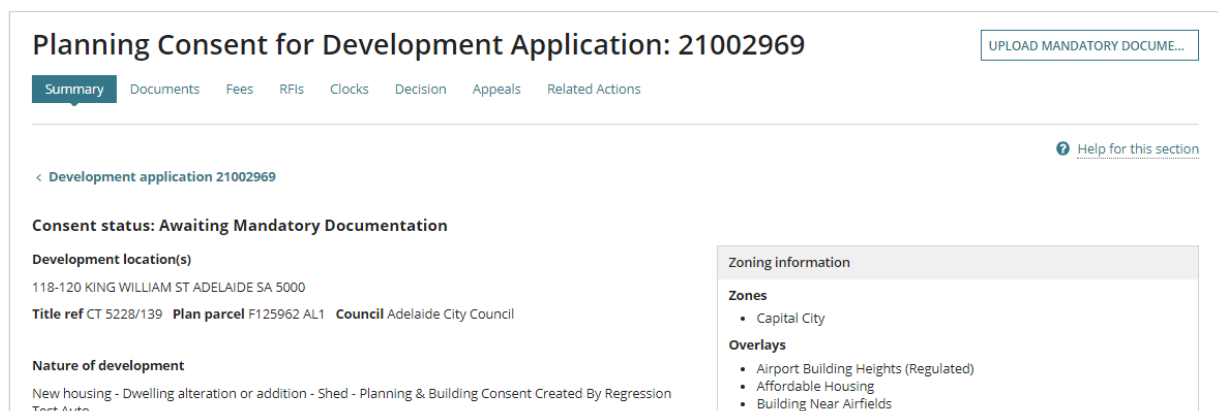 Planning Consent for Development Application: 21002969
UPLOAD MANDATORY DOCUME...
Summary Documents Fees RFIs Clocks Decision Appeals Related Actions
? Help for this section
< Development application 21002969
Consent status: Awaiting Mandatory Documentation
Development location(s)
118-120 KING WILLIAM ST ADELAIDE SA 5000
Title ref CT 5228/139 Plan parcel F125962 AL1 Council Adelaide City Council
Nature of development
New housing - Dwelling alteration or addition - Shed - Planning & Building Consent Created By Regression
Test Auto
Zoning information
Zones
• Capital City
Overlays
• Airport Building Heights (Regulated)
• Affordable Housing
• Building Near Airfields